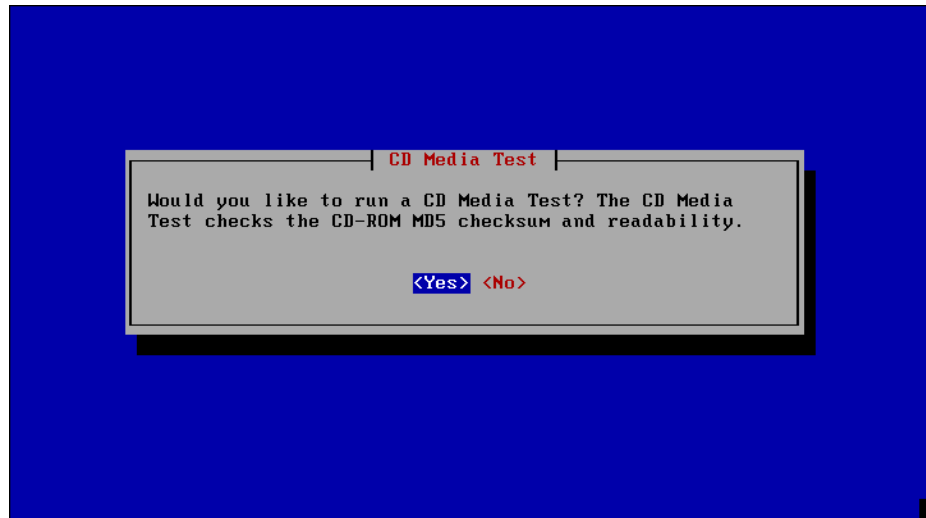 CD Media Test
Would you like to run a CD Media Test? The CD Media
Test checks the CD-ROM MD5 checksum and readability.
<Yes> <No>